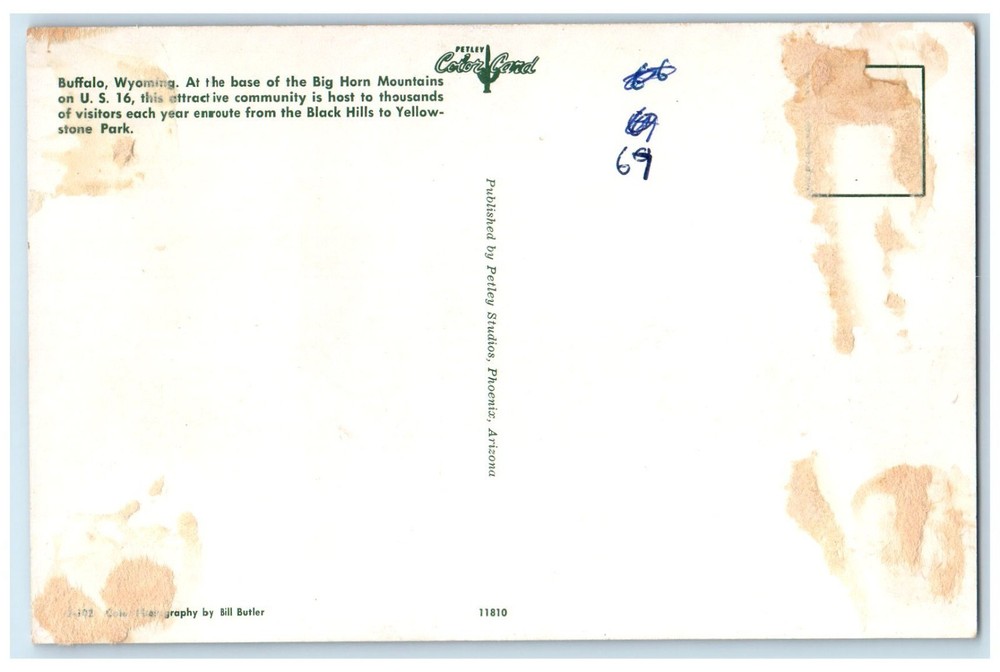 PETLEY
Color Card
Buffalo, Wyoming. At the base of the Big Horn Mountains
on U. S. 16, this attractive community is host to thousands
of visitors each year enroute from the Black Hills to Yellow-
stone Park.
69
Published by Petley Studios, Phoenix, Arizona
Color Photography by Bill Butler
11810